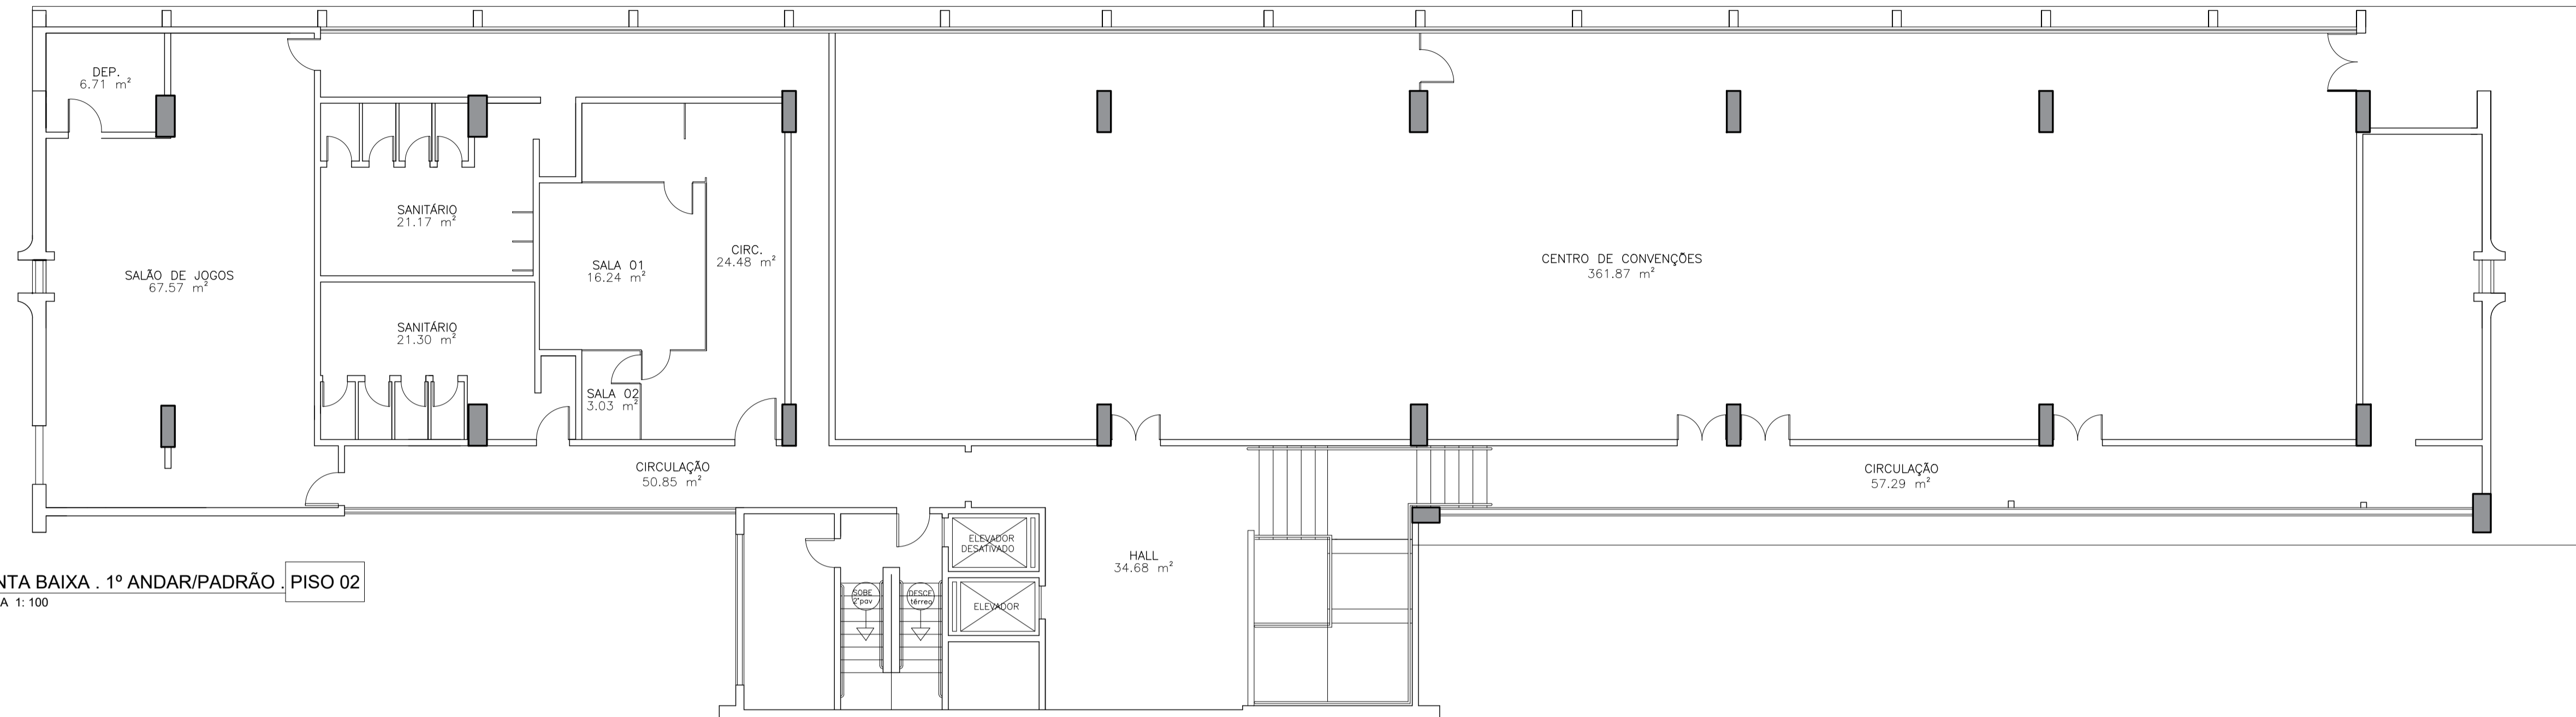 DEP.
6.71 m²
SANITÁRIO
21.17 m²
SALÃO DE JOGOS
67.57 m²
SALA 01
16.24 m²
CIRC.
24.48 m²
CENTRO DE CONVENÇÕES
361.87 m²
SANITÁRIO
21.30 m²
SALA 02
3.03 m²
CIRCULAÇÃO
50.85 m²
CIRCULAÇÃO
57.29 m²
ELEVADOR
DESATIVADO
HALL
34.68 m²
NTA BAIXA . 1º ANDAR/PADRÃO . PISO 02
A 1: 100
SOBE
2°pav
DESCE
térreo
ELEVADOR